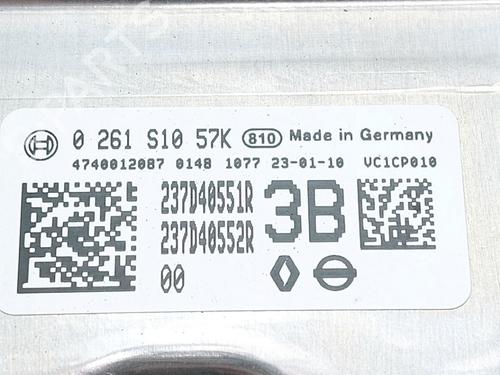 0 261 S10 57K 810 Made in Germany
4740012087 0148 1077 23-01-10 VC1CP010
237D40551R 3B
237D40552R
00